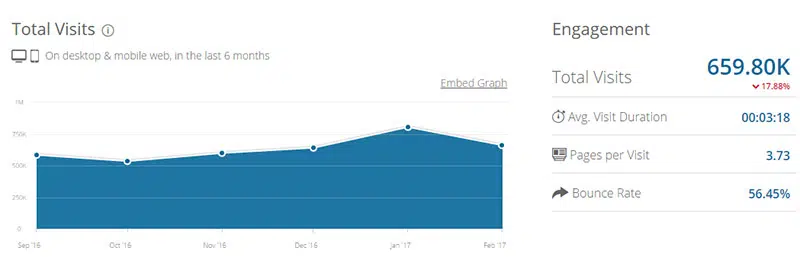 Total Visits
On desktop & mobile web, in the last 6 months
Embed Graph
1M
750K
500K
250K
0
Sep '16
Oct '16
Nov '16
Dec '16
Jan '17
Feb '17
Engagement
Total Visits
659.80K
17.88%
Avg. Visit Duration
00:03:18
Pages per Visit
3.73
Bounce Rate
56.45%